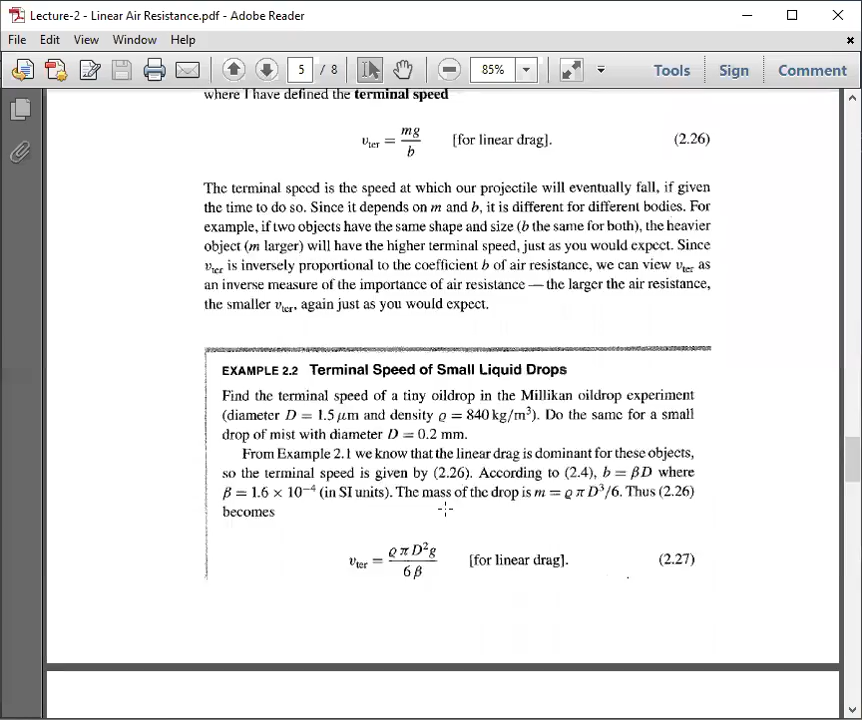 Lecture-2 - Linear Air Resistance.pdf - Adobe Reader
File Edit View Window Help
5 / 8 85% Tools Sign Comment
where I have defined the terminal speed
v_ter = mg/b [for linear drag]. (2.26)
The terminal speed is the speed at which our projectile will eventually fall, if given
the time to do so. Since it depends on m and b, it is different for different bodies. For
example, if two objects have the same shape and size (b the same for both), the heavier
object (m larger) will have the higher terminal speed, just as you would expect. Since
v_ter is inversely proportional to the coefficient b of air resistance, we can view v_ter as
an inverse measure of the importance of air resistance — the larger the air resistance,
the smaller v_ter, again just as you would expect.
EXAMPLE 2.2 Terminal Speed of Small Liquid Drops
Find the terminal speed of a tiny oildrop in the Millikan oildrop experiment
(diameter D = 1.5 μm and density ϱ = 840 kg/m³). Do the same for a small
drop of mist with diameter D = 0.2 mm.
From Example 2.1 we know that the linear drag is dominant for these objects,
so the terminal speed is given by (2.26). According to (2.4), b = βD where
β = 1.6 × 10⁻⁴ (in SI units). The mass of the drop is m = ϱπD³/6. Thus (2.26)
becomes
v_ter = ϱπD²g/6β [for linear drag]. (2.27)